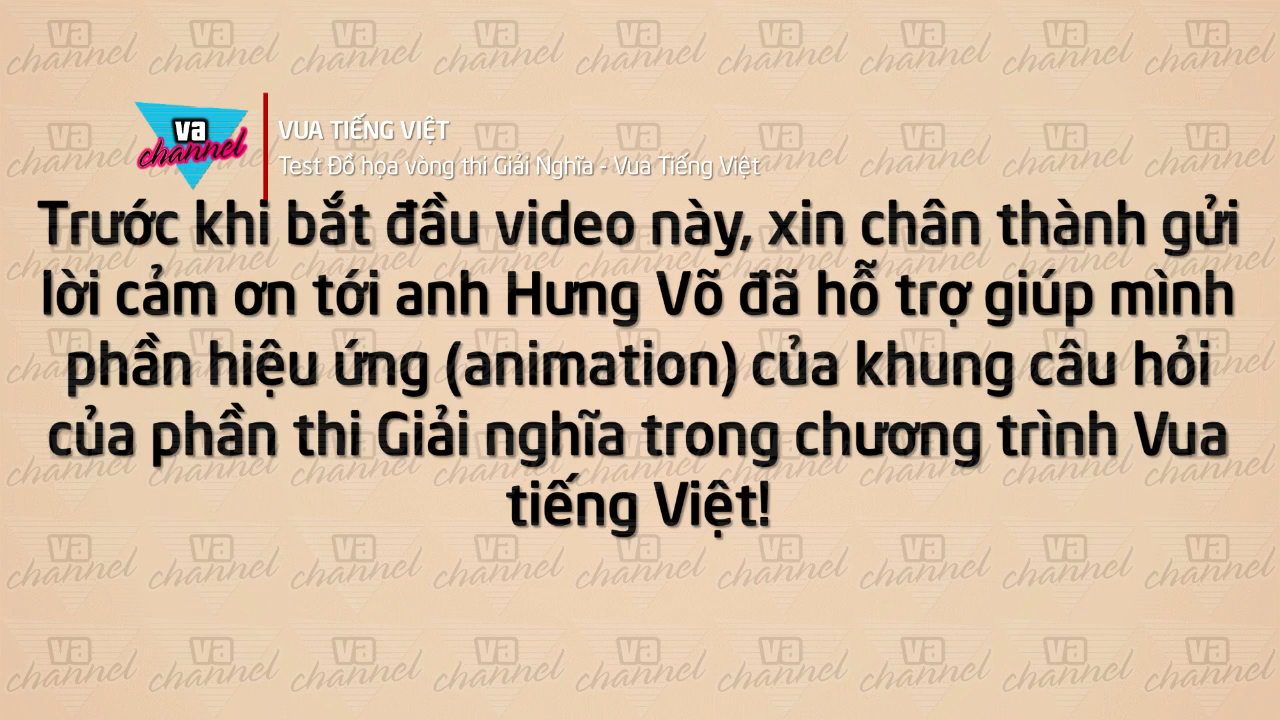 va
channel
VUA TIẾNG VIỆT
Test Đồ họa vòng thi Giải Nghĩa - Vua Tiếng Việt
Trước khi bắt đầu video này, xin chân thành gửi
lời cảm ơn tới anh Hưng Võ đã hỗ trợ giúp mình
phần hiệu ứng (animation) của khung câu hỏi
của phần thi Giải nghĩa trong chương trình Vua
tiếng Việt!